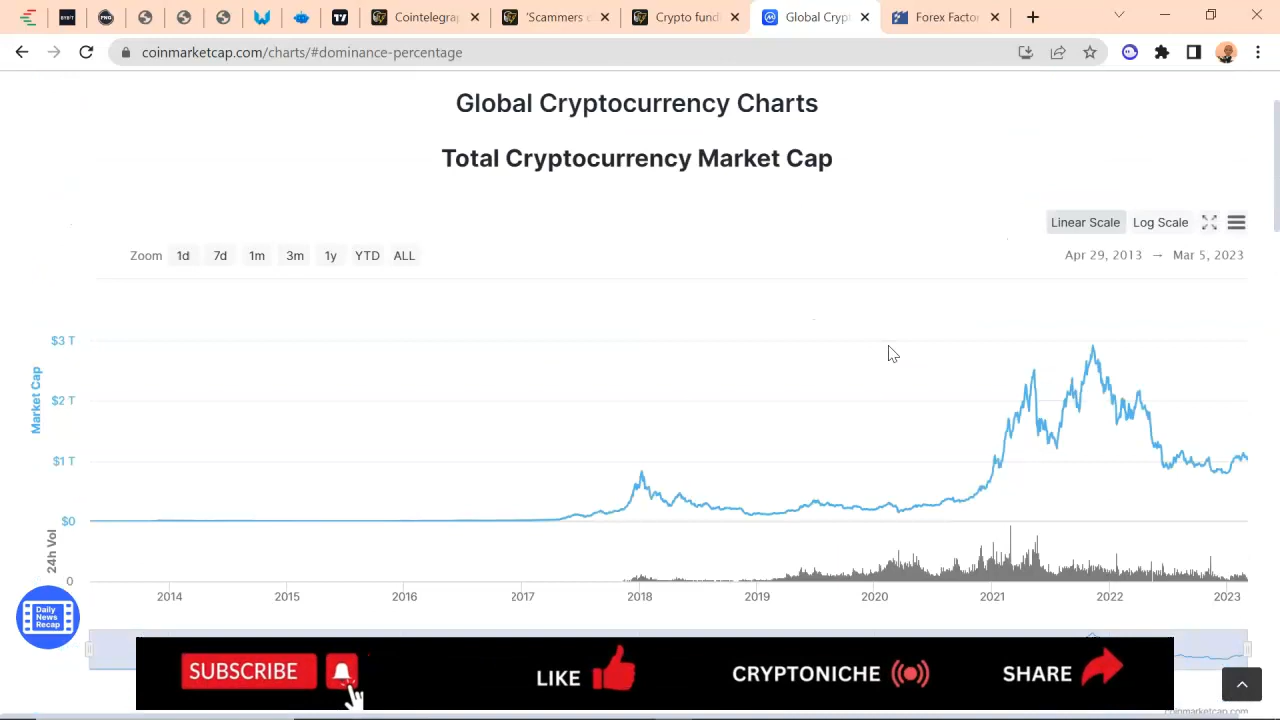 Cointelegrap
'Scammers c
Crypto fund
Global Crypt
Forex Factor
coinmarketcap.com/charts/#dominance-percentage
Global Cryptocurrency Charts
Total Cryptocurrency Market Cap
Linear Scale Log Scale
Zoom 1d 7d 1m 3m 1y YTD ALL
Apr 29, 2013 → Mar 5, 2023
$3 T
$2 T
$1 T
$0
Market Cap
24h Vol
0
2014 2015 2016 2017 2018 2019 2020 2021 2022 2023
Daily
News
Recap
SUBSCRIBE
LIKE
CRYPTONICHE
SHARE
coinmarketcap.com